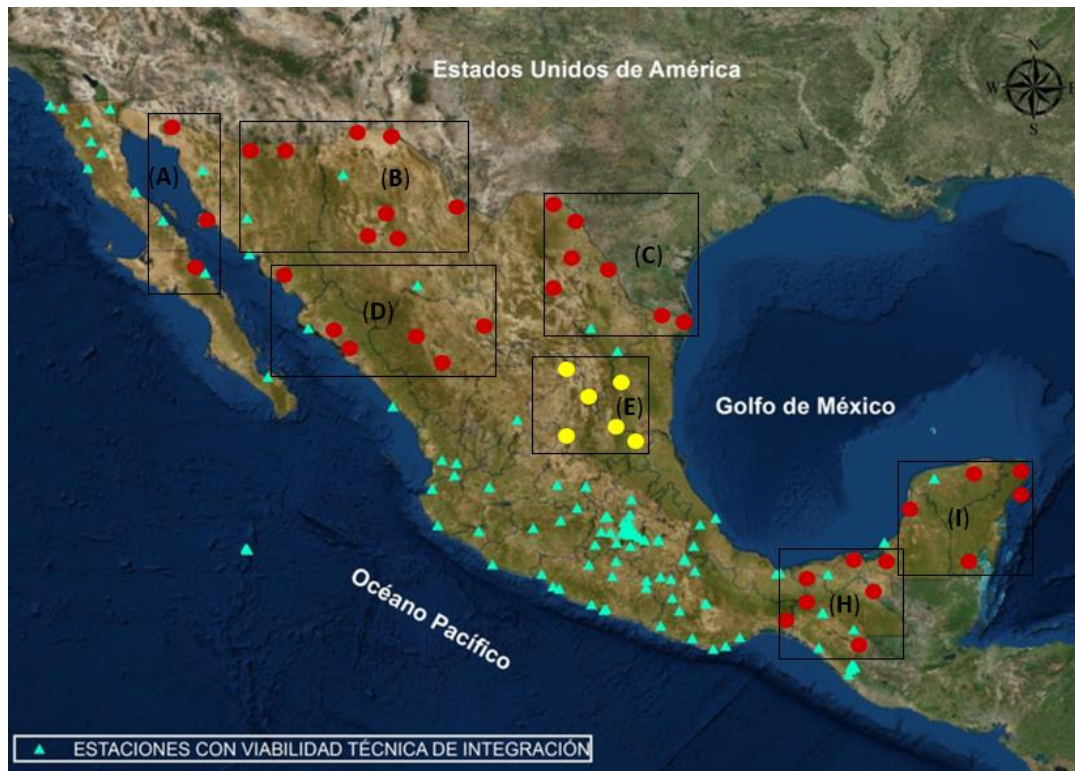 Estados Unidos de América
N
W
E
S
(A)
(B)
(C)
(D)
(E)
Golfo de México
(I)
(H)
Océano Pacífico
ESTACIONES CON VIABILIDAD TÉCNICA DE INTEGRACIÓN